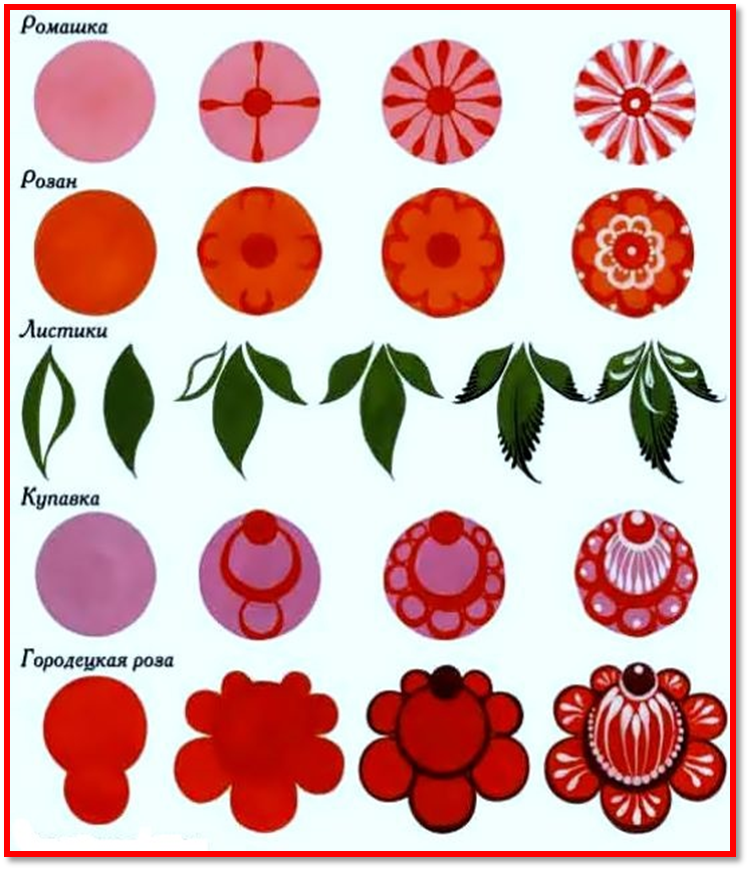 Ромашка
Розан
Листики
Купавка
Городецкая роза